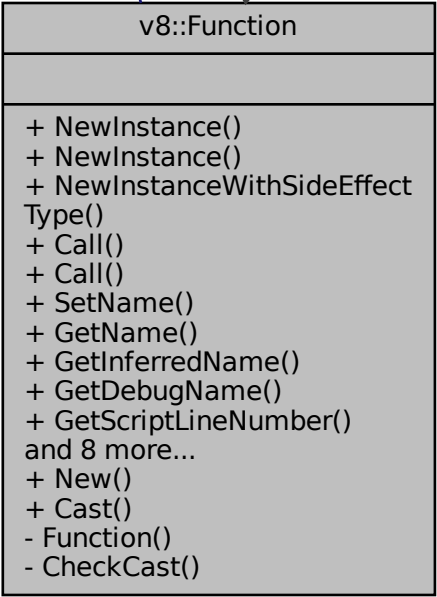 v8::Function
+ NewInstance()
+ NewInstance()
+ NewInstanceWithSideEffect
Type()
+ Call()
+ Call()
+ SetName()
+ GetName()
+ GetInferredName()
+ GetDebugName()
+ GetScriptLineNumber()
and 8 more...
+ New()
+ Cast()
- Function()
- CheckCast()